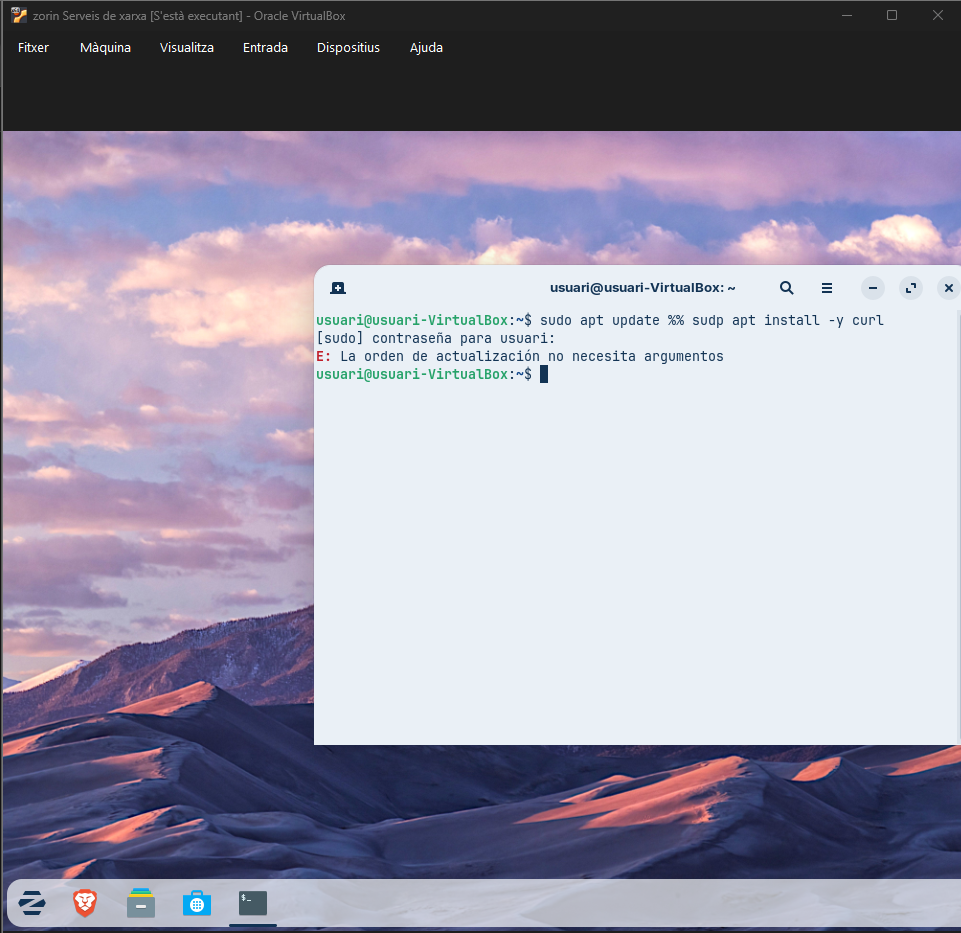 zorin Serveis de xarxa [S'està executant] - Oracle VirtualBox
Fitxer Màquina Visualitza Entrada Dispositius Ajuda
usuari@usuari-VirtualBox: ~
usuari@usuari-VirtualBox:~$ sudo apt update %% sudp apt install -y curl
[sudo] contraseña para usuari:
E: La orden de actualización no necesita argumentos
usuari@usuari-VirtualBox:~$
$_